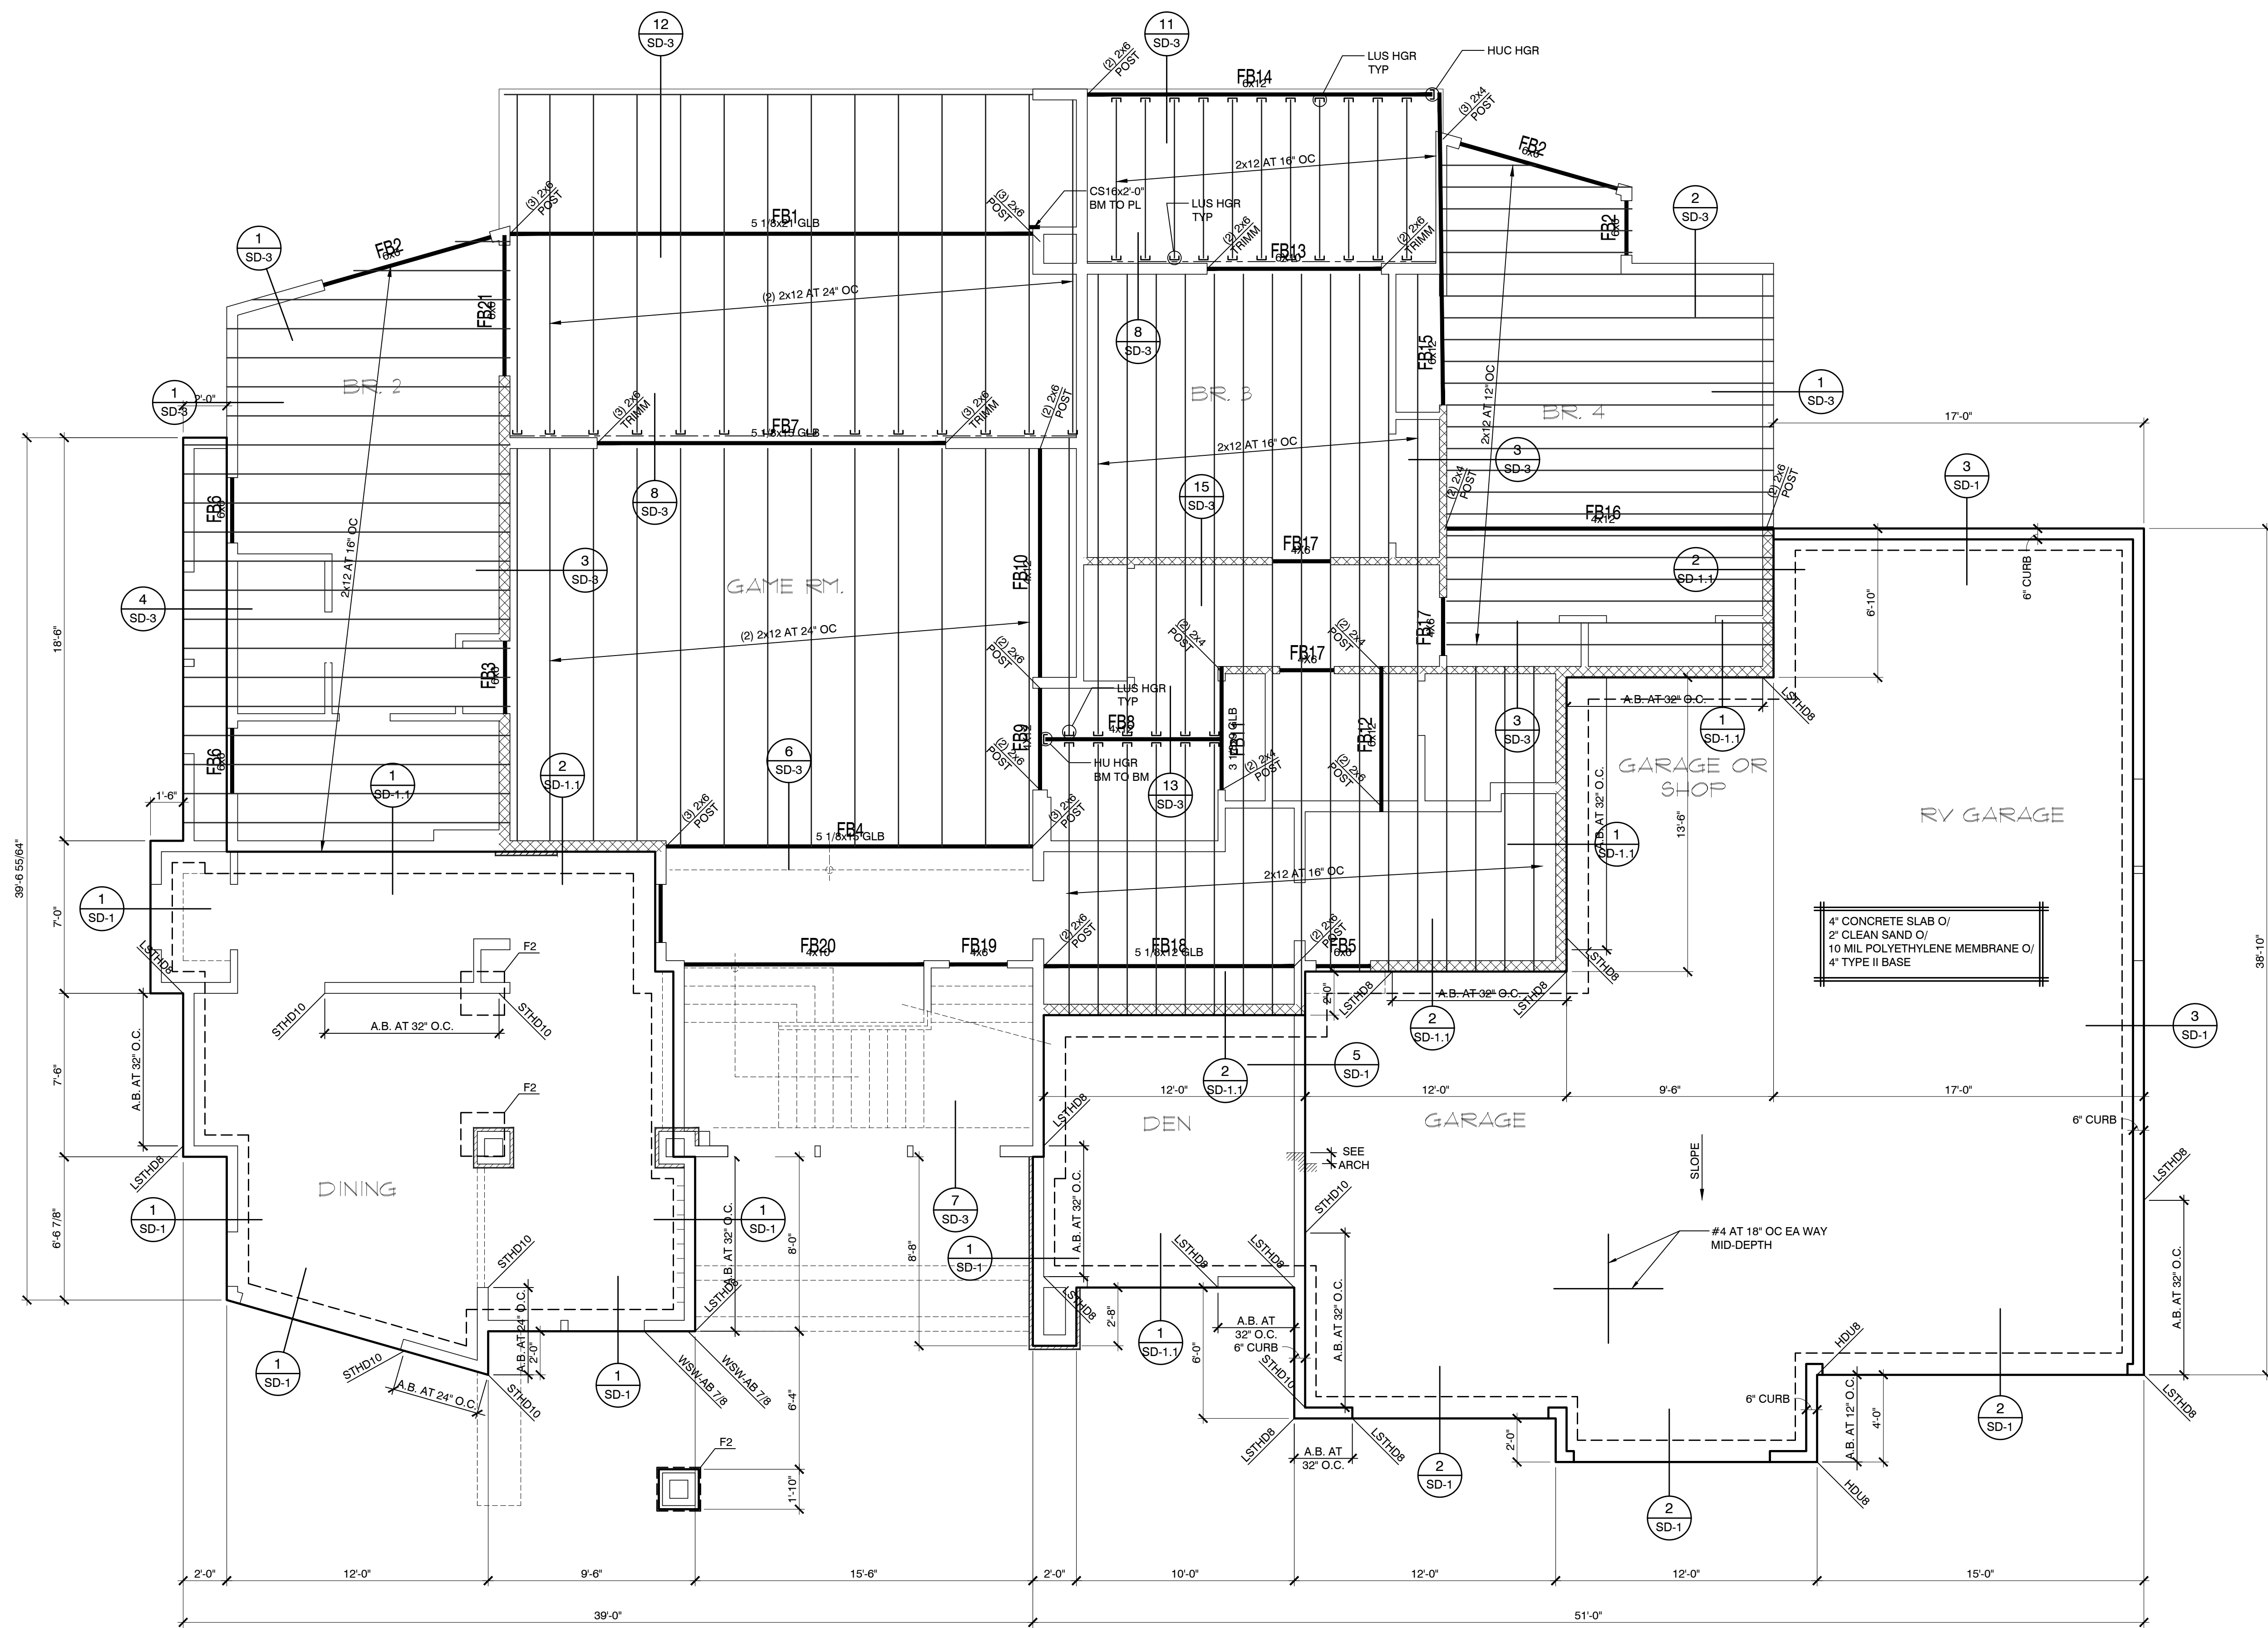 12
SD-3
11
SD-3
(2) 2x6
POST
FB14
6x12
LUS HGR
TYP
HUC HGR
(3) 2x4
POST
FB2
6x6
2
SD-3
2x12 AT 16" OC
(3) 2x6
POST
(3) 2x6
POST
CS16x2'-0"
BM TO PL
LUS HGR
TYP
FB1
5 1/8x21 GLB
(2) 2x6
TRIMM
(2) 2x6
TRIMM
FB13
FB2
6x6
1
SD-3
FB2
6x6
FB21
6x6
(2) 2x12 AT 24" OC
8
SD-3
FB15
6x12
2x12 AT 12" OC
1
SD-3
BR. 2
BR. 3
BR. 4
1
SD-3
2'-0"
1
SD-3
17'-0"
(3) 2x6
TRIMM
(3) 2x6
TRIMM
(2) 2x6
POST
FB7
5 1/8x15 GLB
2x12 AT 16" OC
3
SD-3
3
SD-1
8
SD-3
15
SD-3
(2) 2x4
POST
(2) 2x6
POST
FB16
4x12
FB6
6x6
2x12 AT 16" OC
3
SD-3
FB10
4x12
FB17
4X6
2
SD-1.1
6" CURB
6'-10"
4
SD-3
GAME RM.
18'-6"
(2) 2x12 AT 24" OC
(2) 2x6
POST
(2) 2x4
POST
(2) 2x4
POST
FB17
4X6
FB17
4X6
FB3
6x6
LUS HGR
TYP
A.B. AT 32" O.C.
LSTHD8
FB9
4x12
FB8
4x12
FB11
FB12
6x12
3
SD-3
1
SD-1.1
FB6
6x6
6
SD-3
2
SD-1.1
1
SD-1.1
(2) 2x6
POST
HU HGR
BM TO BM
13
SD-3
(2) 2x4
POST
(2) 2x6
POST
GARAGE OR
SHOP
RV GARAGE
1'-6"
(3) 2x6
POST
(3) 2x6
POST
FB4
5 1/8x15 GLB
A.B. AT 32" O.C.
1
SD-1.1
13'-6"
39'-6 55/64"
38'-10"
2x12 AT 16" OC
1
SD-1
7'-0"
4" CONCRETE SLAB O/
2" CLEAN SAND O/
10 MIL POLYETHYLENE MEMBRANE O/
4" TYPE II BASE
LSTHD8
F2
FB20
4x10
FB19
4x6
(2) 2x6
POST
FB18
5 1/8x12 GLB
(2) 2x6
POST
FB5
6x6
LSTHD8
STHD10
A.B. AT 32" O.C.
STHD10
2'-0"
LSTHD8
A.B. AT 32" O.C.
LSTHD8
2
SD-1.1
3
SD-1
7'-6"
A.B. AT 32" O.C.
F2
2
SD-1.1
5
SD-1
12'-0"
12'-0"
9'-6"
17'-0"
LSTHD8
DEN
GARAGE
6" CURB
LSTHD8
DINING
SEE
ARCH
SLOPE
LSTHD8
1
SD-1
1
SD-1
7
SD-3
STHD10
6'-6 7/8"
STHD10
A.B. AT 32" O.C.
8'-0"
8'-8"
1
SD-1
A.B. AT 32" O.C.
LSTHD8
LSTHD8
#4 AT 18" OC EA WAY
MID-DEPTH
LSTHD8
LSTHD8
2'-8"
A.B. AT
32" O.C.
6" CURB
A.B. AT 32" O.C.
A.B. AT 32" O.C.
A.B. AT 24" O.C.
2'-0"
1
SD-1.1
6'-0"
HDU8
STHD10
1
SD-1
A.B. AT 24" O.C.
STHD10
1
SD-1
WSW-AB 7/8
WSW-AB 7/8
6'-4"
STHD10
6" CURB
A.B. AT 12" O.C.
4'-0"
2
SD-1
LSTHD8
F2
LSTHD8
A.B. AT
32" O.C.
LSTHD8
2
SD-1
2'-0"
1'-10"
2
SD-1
HDU8
2'-0"
12'-0"
9'-6"
15'-6"
2'-0"
10'-0"
12'-0"
12'-0"
15'-0"
39'-0"
51'-0"